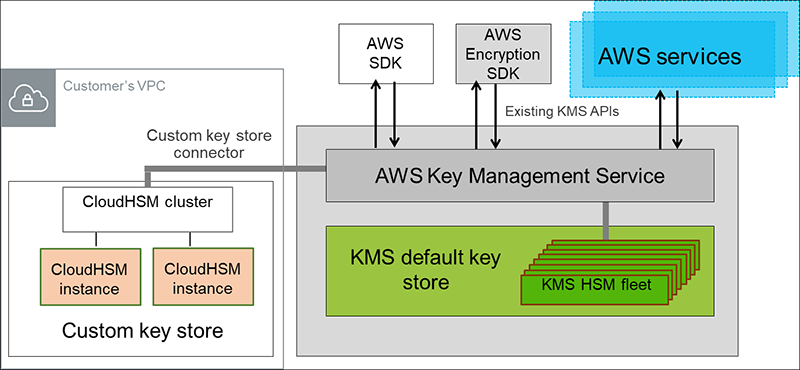 AWS
SDK
AWS
Encryption
SDK
AWS services
Customer's VPC
Existing KMS APIs
Custom key store
connector
AWS Key Management Service
CloudHSM cluster
CloudHSM
instance
CloudHSM
instance
Custom key store
KMS default key
store
KMS HSM fleet